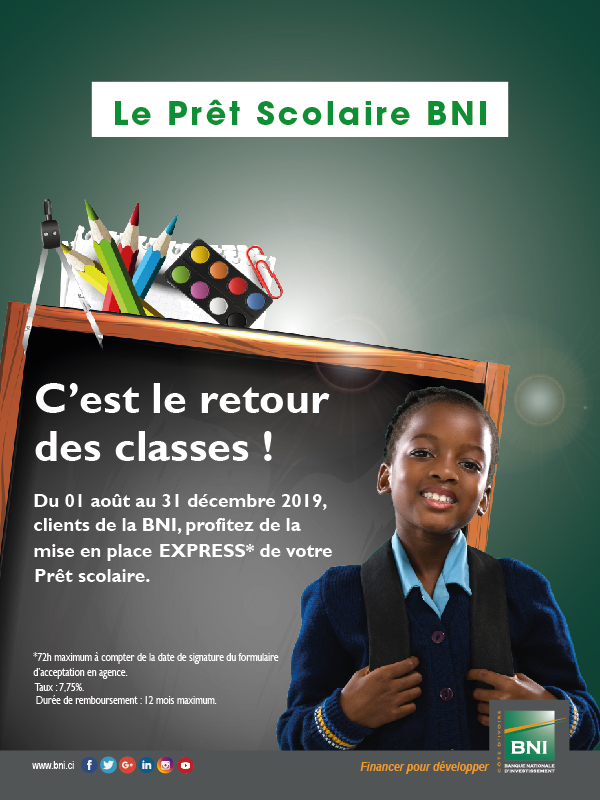 Le Prêt Scolaire BNI
C'est le retour
des classes !
Du 01 août au 31 décembre 2019,
clients de la BNI, profitez de la
mise en place EXPRESS* de votre
Prêt scolaire.
*72h maximum à compter de la date de signature du formulaire
d'acceptation en agence.
Taux : 7,75%.
Durée de remboursement : 12 mois maximum.
www.bni.ci
Financer pour développer
CÔTE D'IVOIRE
BNI
BANQUE NATIONALE
D'INVESTISSEMENT